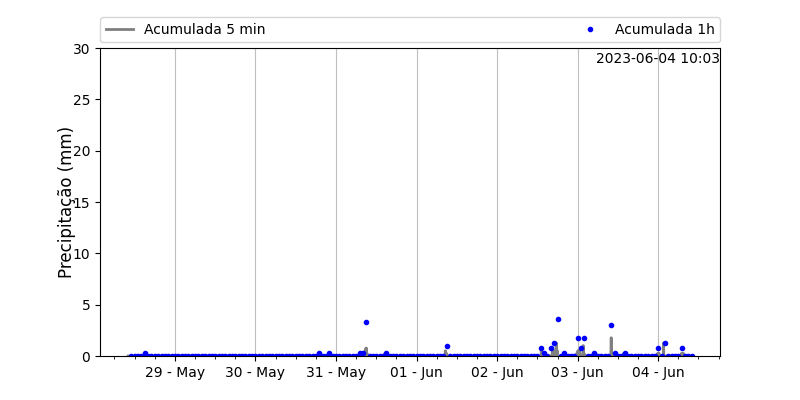 Acumulada 5 min
Acumulada 1h
2023-06-04 10:03
Precipitação (mm)
30
25
20
15
10
5
0
29 - May
30 - May
31 - May
01 - Jun
02 - Jun
03 - Jun
04 - Jun